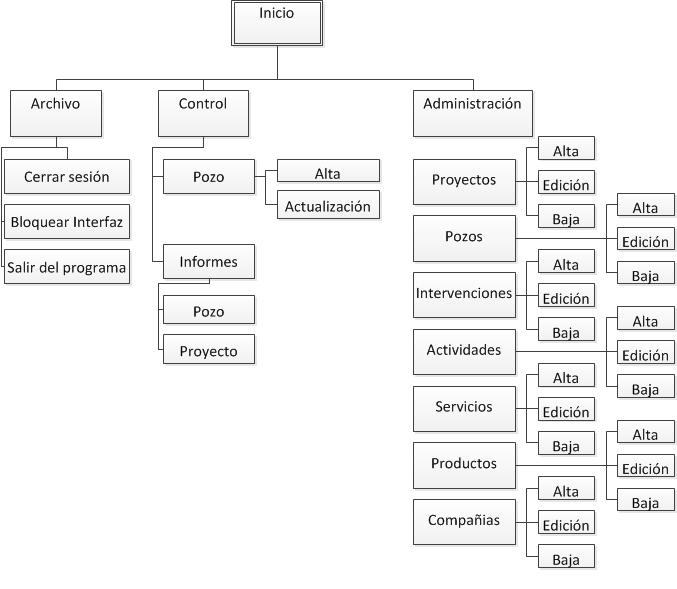 Inicio
Archivo
Cerrar sesión
Bloquear Interfaz
Salir del programa
Control
Pozo
Alta
Actualización
Informes
Pozo
Proyecto
Administración
Proyectos
Alta
Edición
Baja
Pozos
Alta
Edición
Baja
Intervenciones
Alta
Edición
Baja
Actividades
Alta
Edición
Baja
Servicios
Alta
Edición
Baja
Productos
Alta
Edición
Baja
Compañias
Alta
Edición
Baja